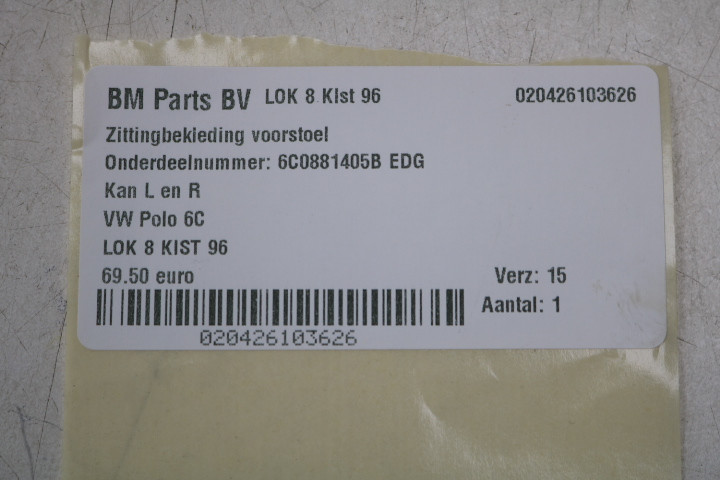 BM Parts BV LOK 8 KIst 96 020426103626
Zittingbekleding voorstoel
Onderdeelnummer: 6C0881405B EDG
Kan L en R
VW Polo 6C
LOK 8 KIST 96
69.50 euro Verz: 15
Aantal: 1
020426103626